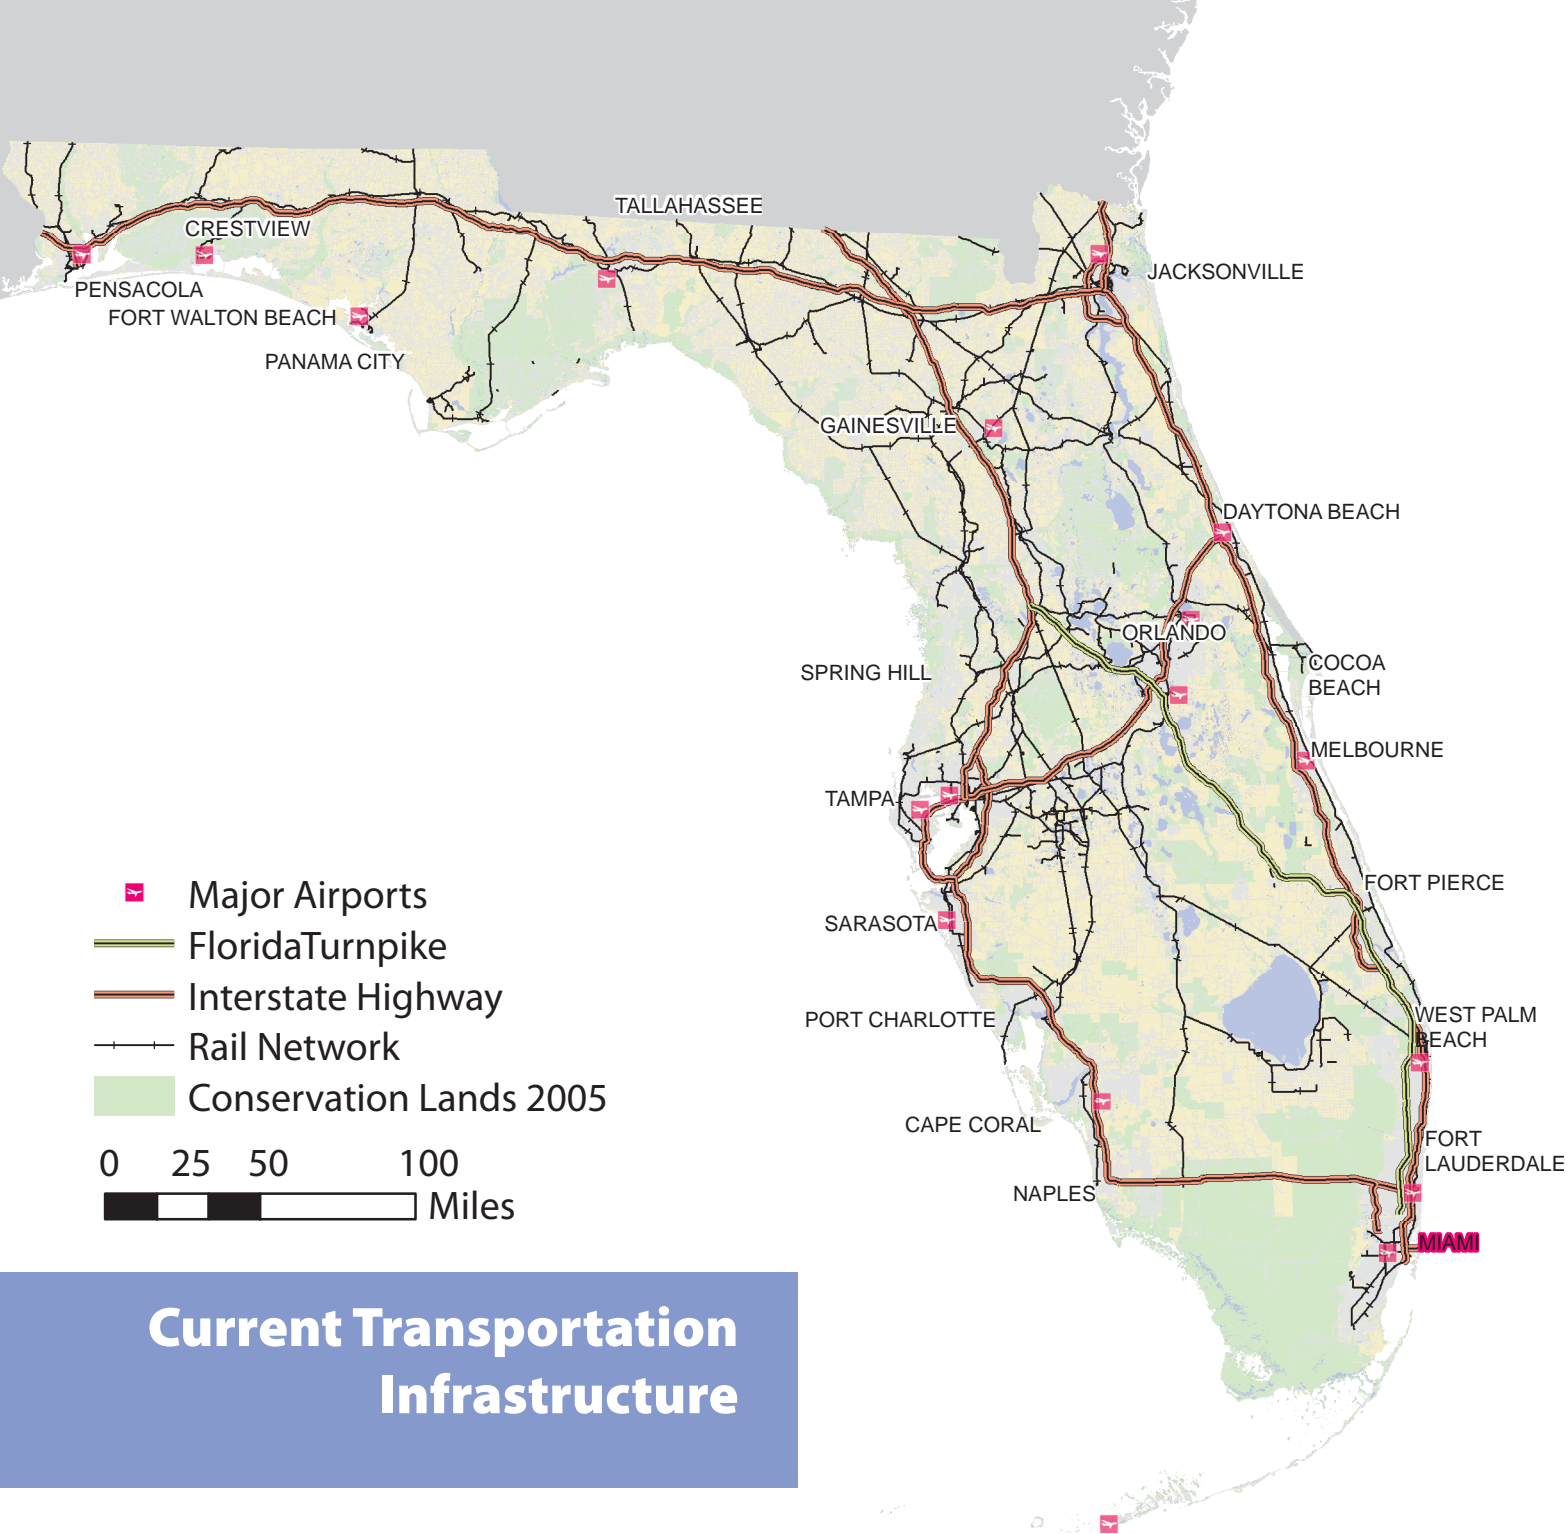 TALLAHASSEE
CRESTVIEW
JACKSONVILLE
PENSACOLA
FORT WALTON BEACH
PANAMA CITY
GAINESVILLE
DAYTONA BEACH
ORLANDO
SPRING HILL
COCOA
BEACH
MELBOURNE
TAMPA
FORT PIERCE
SARASOTA
PORT CHARLOTTE
WEST PALM
BEACH
CAPE CORAL
FORT
LAUDERDALE
NAPLES
MIAMI
Major Airports
FloridaTurnpike
Interstate Highway
Rail Network
Conservation Lands 2005
0 25 50 100
Miles
Current Transportation
Infrastructure